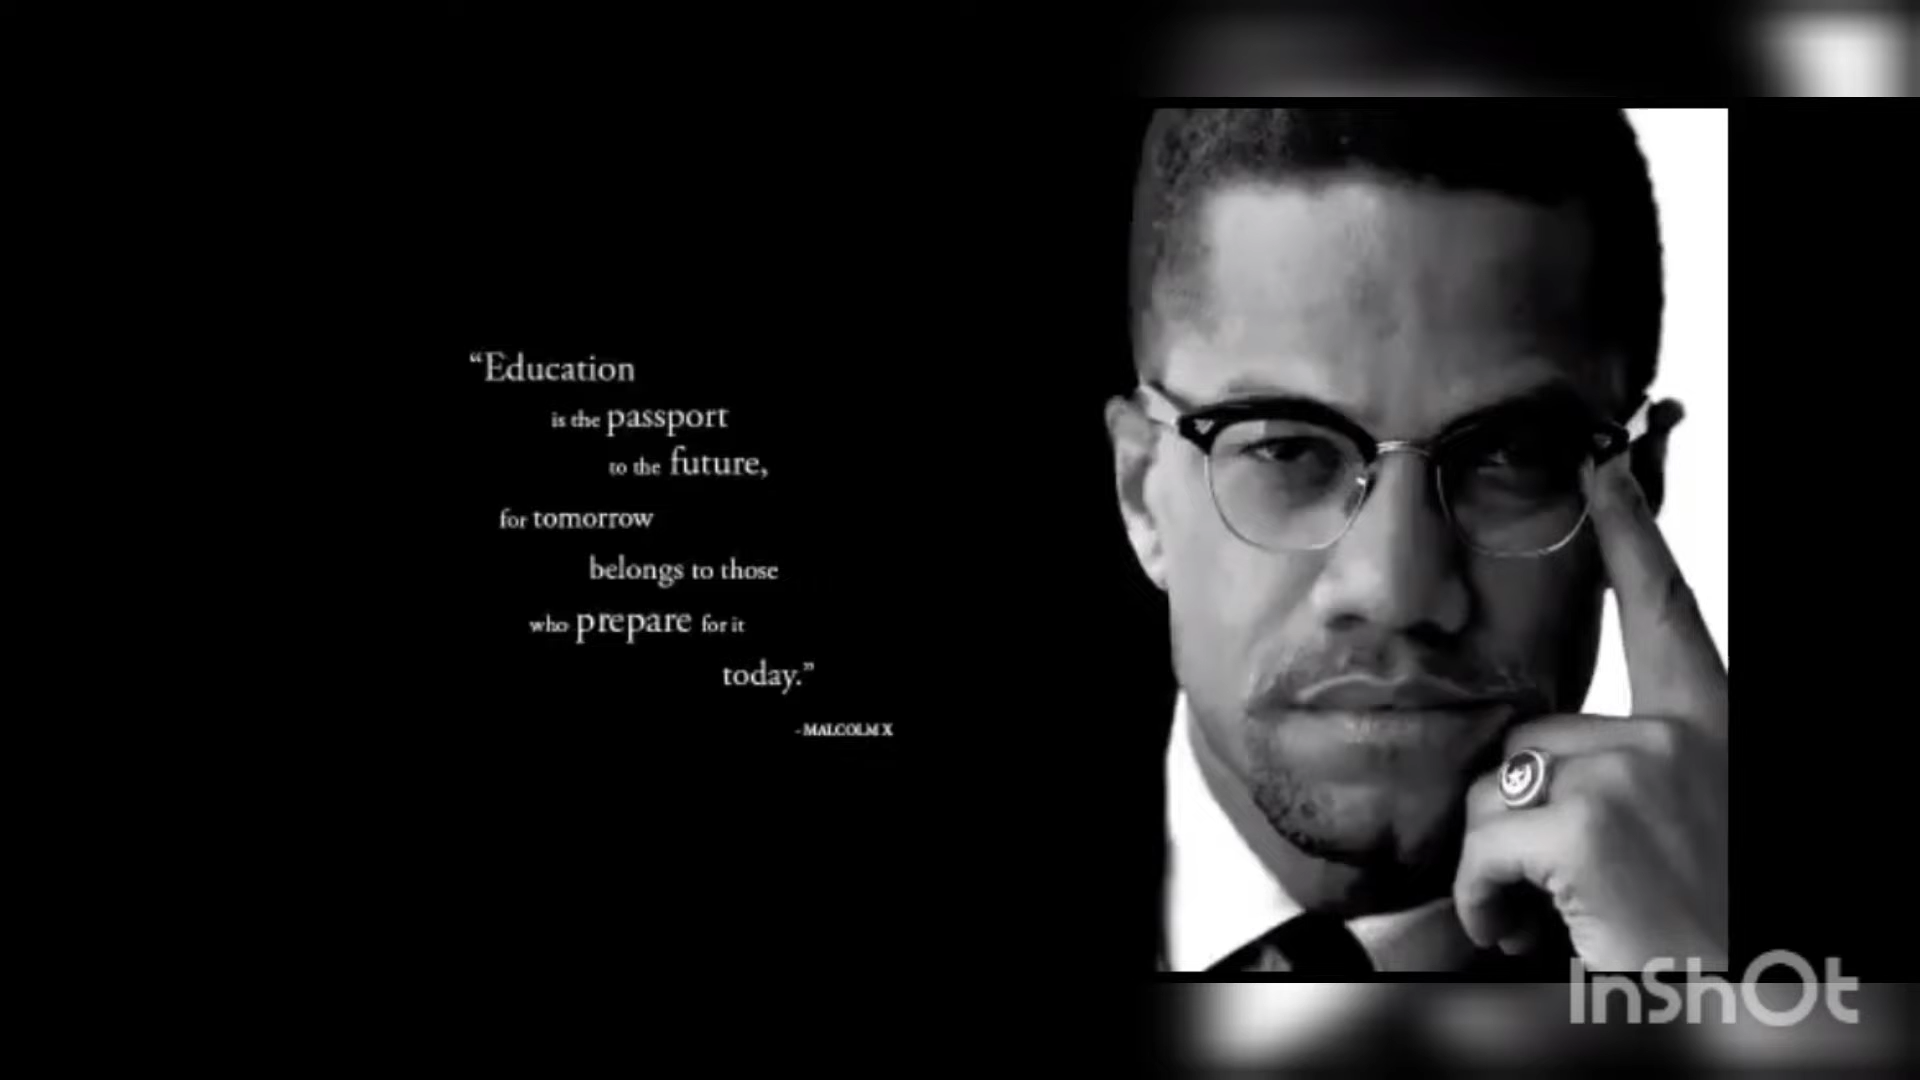 “Education
is the passport
to the future,
for tomorrow
belongs to those
who prepare for it
today.”
- MALCOLM X
InShOt